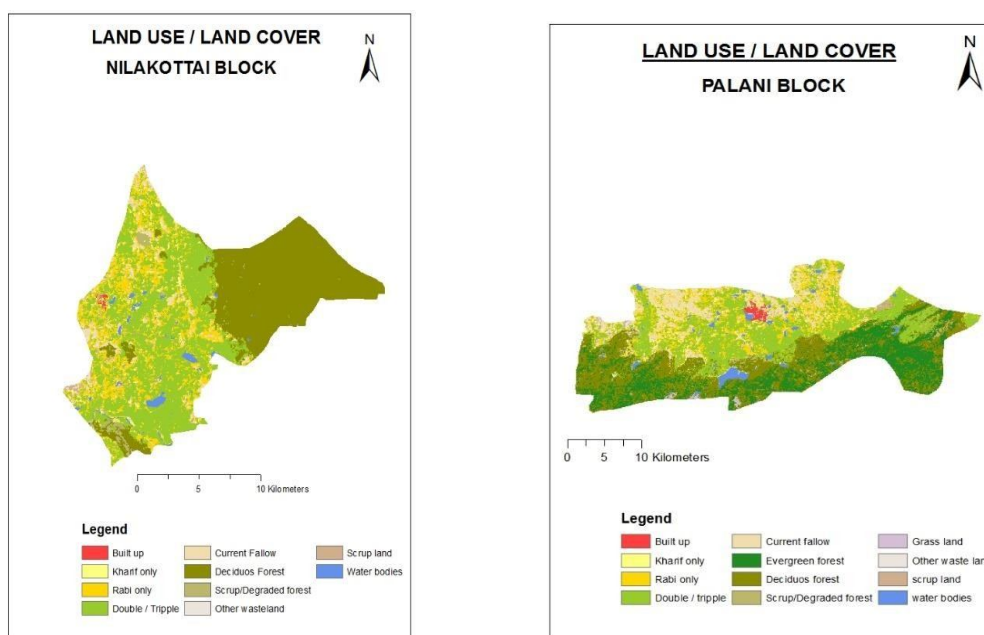 LAND USE / LAND COVER
NILAKOTTAI BLOCK
N
0 5 10 Kilometers
Legend
Built up
Kharif only
Rabi only
Double / Tripple
Current Fallow
Deciduos Forest
Scrup/Degraded forest
Other wasteland
Scrup land
Water bodies
LAND USE / LAND COVER
PALANI BLOCK
N
0 5 10 Kilometers
Legend
Built up
Kharif only
Rabi only
Double / tripple
Current fallow
Evergreen forest
Deciduos forest
Scrup/Degraded forest
Grass land
Other waste lan
scrup land
water bodies